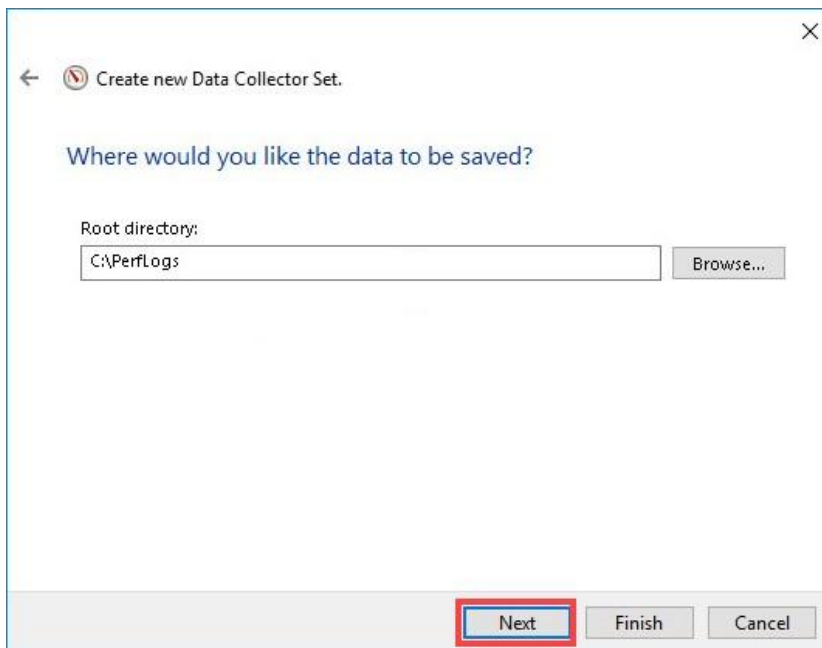 Create new Data Collector Set.
Where would you like the data to be saved?
Root directory:
C:\PerfLogs
Browse...
Next
Finish
Cancel